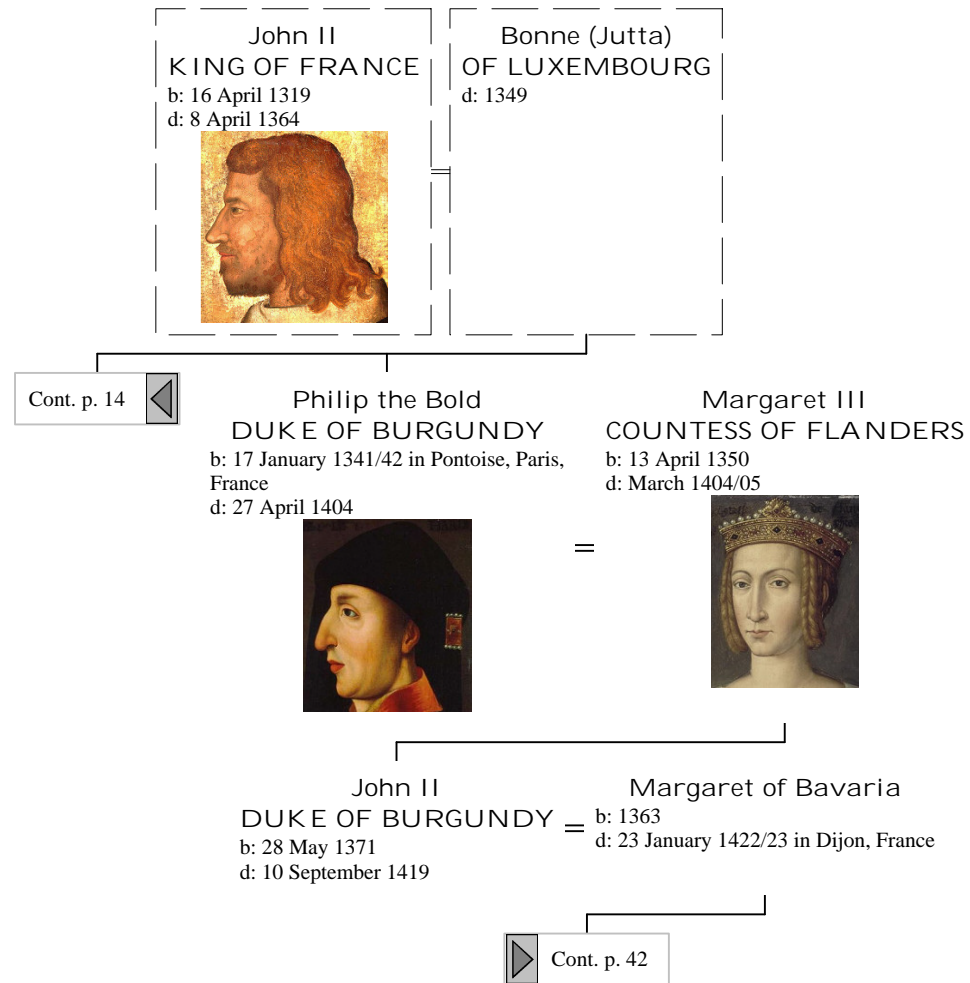 John II
KING OF FRANCE
b: 16 April 1319
d: 8 April 1364
Bonne (Jutta)
OF LUXEMBOURG
d: 1349
=
Cont. p. 14
Philip the Bold
DUKE OF BURGUNDY
b: 17 January 1341/42 in Pontoise, Paris,
France
d: 27 April 1404
=
Margaret III
COUNTESS OF FLANDERS
b: 13 April 1350
d: March 1404/05
John II
DUKE OF BURGUNDY
b: 28 May 1371
d: 10 September 1419
=
Margaret of Bavaria
b: 1363
d: 23 January 1422/23 in Dijon, France
Cont. p. 42